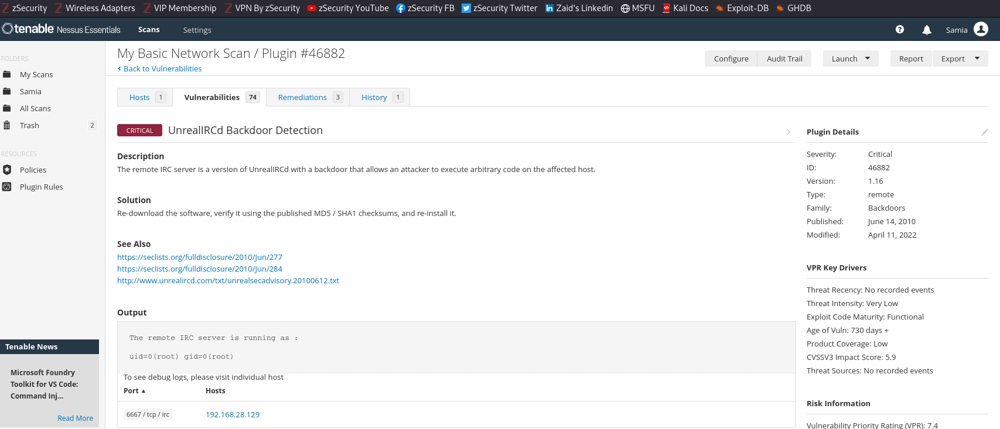 zSecurity Wireless Adapters VIP Membership VPN By zSecurity zSecurity YouTube zSecurity FB zSecurity Twitter Zaid's Linkedin MSFU Kali Docs Exploit-DB GHDB
tenable Nessus Essentials Scans Settings Samia
FOLDERS
My Scans
Samia
All Scans
Trash 2
RESOURCES
Policies
Plugin Rules
Tenable News
Microsoft Foundry
Toolkit for VS Code:
Command Inj...
Read More
My Basic Network Scan / Plugin #46882
Back to Vulnerabilities
Configure Audit Trail Launch Report Export
Hosts 1 Vulnerabilities 74 Remediations 3 History 1
CRITICAL UnrealIRCd Backdoor Detection
Description
The remote IRC server is a version of UnrealIRCd with a backdoor that allows an attacker to execute arbitrary code on the affected host.
Solution
Re-download the software, verify it using the published MD5 / SHA1 checksums, and re-install it.
See Also
https://seclists.org/fulldisclosure/2010/Jun/277
https://seclists.org/fulldisclosure/2010/Jun/284
http://www.unrealircd.com/txt/unrealsecadvisory.20100612.txt
Output
The remote IRC server is running as :
uid=0(root) gid=0(root)
To see debug logs, please visit individual host
Port ▲ Hosts
6667 / tcp / irc 192.168.28.129
Plugin Details
Severity: Critical
ID: 46882
Version: 1.16
Type: remote
Family: Backdoors
Published: June 14, 2010
Modified: April 11, 2022
VPR Key Drivers
Threat Recency: No recorded events
Threat Intensity: Very Low
Exploit Code Maturity: Functional
Age of Vuln: 730 days +
Product Coverage: Low
CVSSV3 Impact Score: 5.9
Threat Sources: No recorded events
Risk Information
Vulnerability Priority Rating (VPR): 7.4